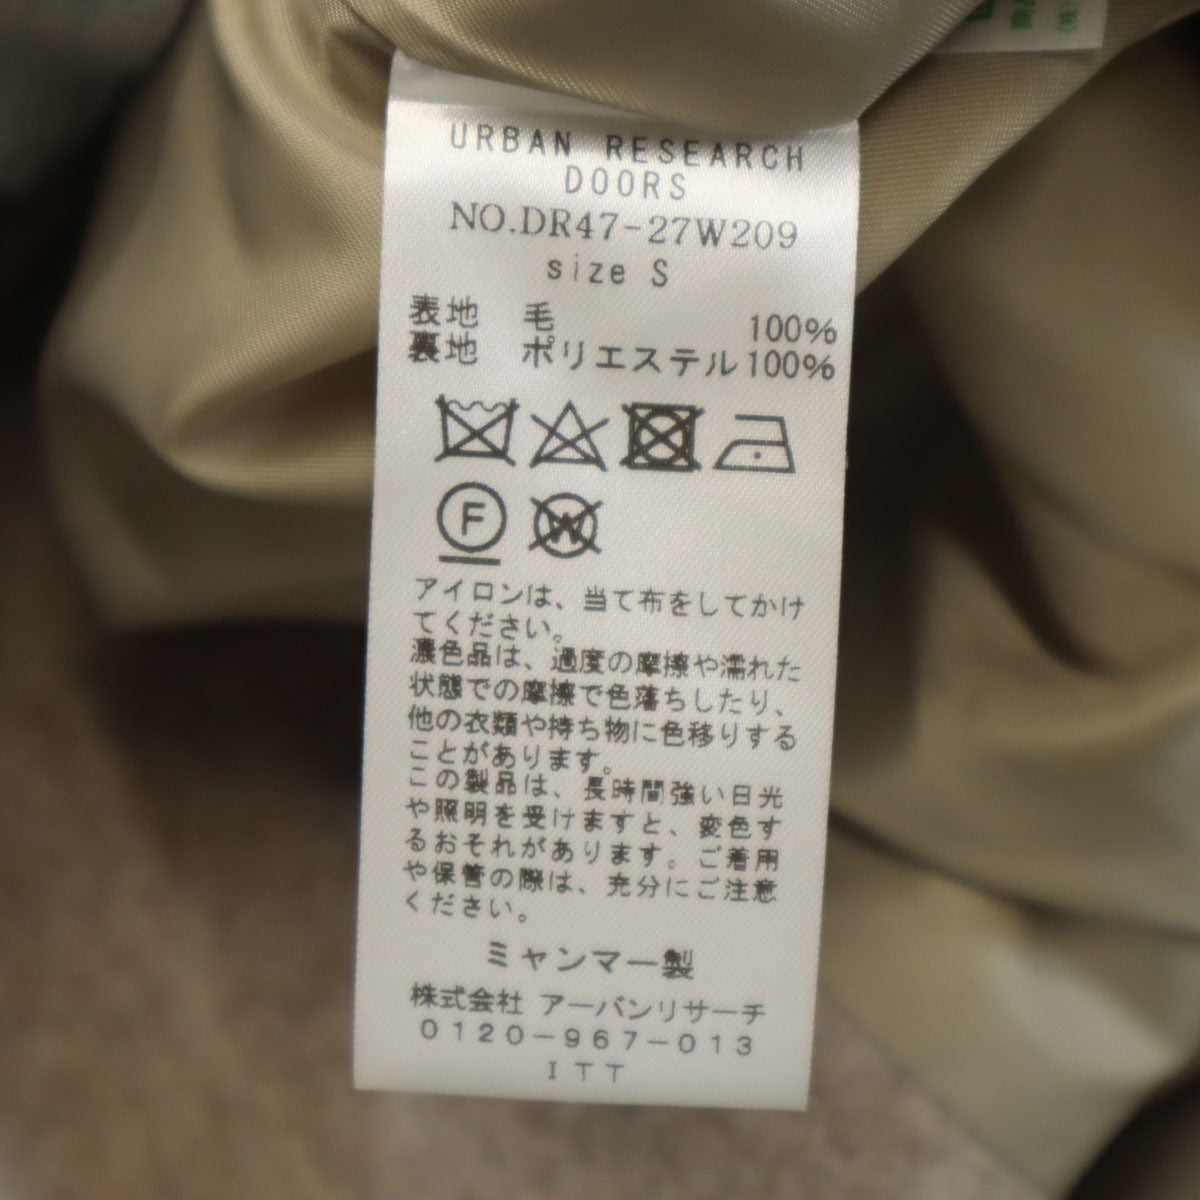 URBAN RESEARCH
DOORS
NO.DR47-27W209
size S
表地 毛 100%
裏地 ポリエステル 100%
F
W
アイロンは、当て布をしてかけ
てください。
濃色品は、過度の摩擦や濡れた
状態での摩擦で色落ちしたり、
他の衣類や持ち物に色移りする
ことがあります。
この製品は、長時間強い日光
や照明を受けますと、変色す
るおそれがあります。ご着用
や保管の際は、充分にご注意
ください。
ミャンマー製
株式会社 アーバンリサーチ
0120-967-013
ITT